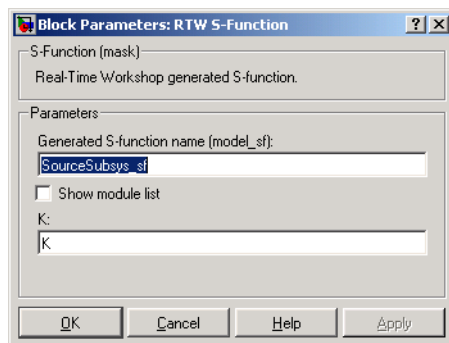 Block Parameters: RTW S-Function
S-Function (mask)
Real-Time Workshop generated S-function.
Parameters
Generated S-function name (model_sf):
SourceSubsys_sf
Show module list
K:
K
OK Cancel Help Apply